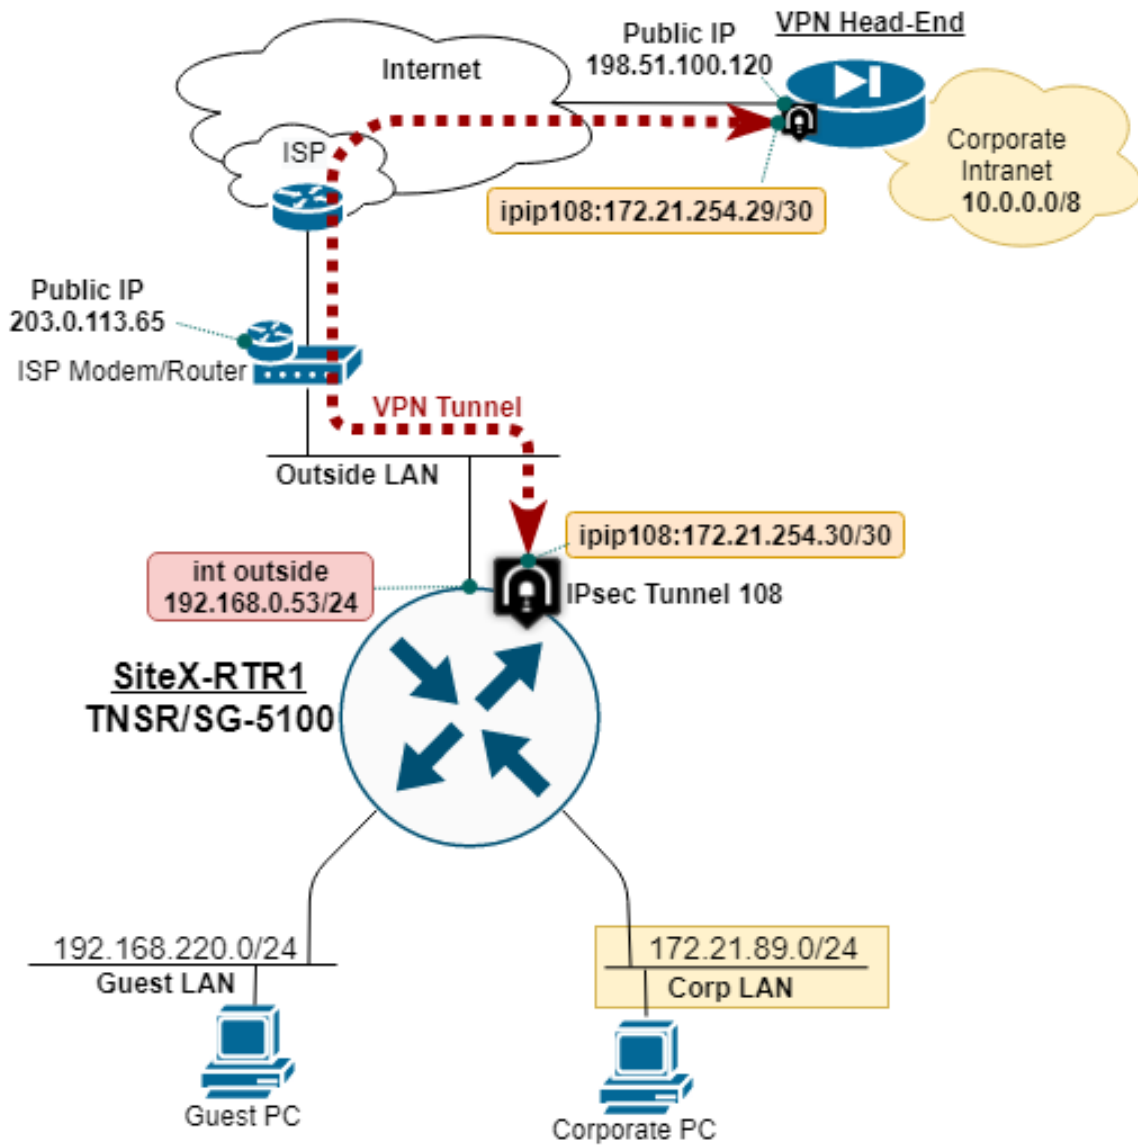 VPN Head-End
Public IP
198.51.100.120
Internet
ISP
Corporate
Intranet
10.0.0.0/8
ipip108:172.21.254.29/30
Public IP
203.0.113.65
ISP Modem/Router
VPN Tunnel
Outside LAN
ipip108:172.21.254.30/30
int outside
192.168.0.53/24
IPsec Tunnel 108
SiteX-RTR1
TNSR/SG-5100
192.168.220.0/24
Guest LAN
172.21.89.0/24
Corp LAN
Guest PC
Corporate PC